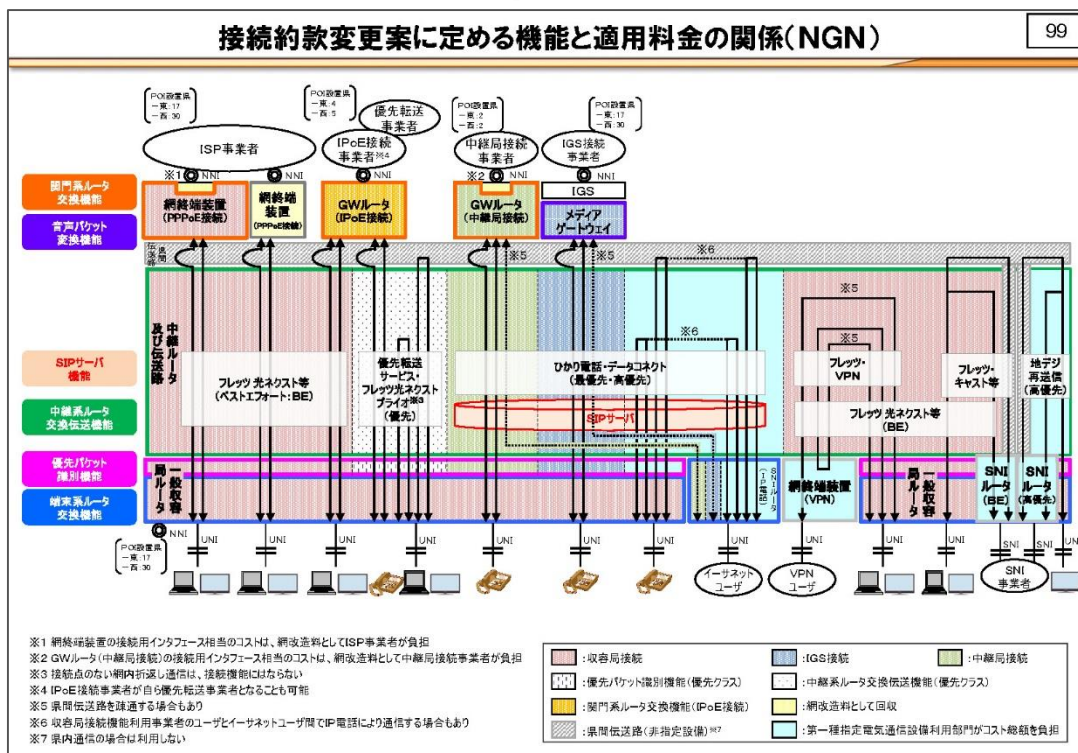 接続約款変更案に定める機能と適用料金の関係(NGN)
99
POI設置県
－東:17
－西:30
POI設置県
－東:4
－西:5
優先転送
事業者
POI設置県
－東:2
－西:2
POI設置県
－東:17
－西:30
ISP事業者
IPoE接続
事業者※4
中継局接続
事業者
IGS接続
事業者
※1
NNI
NNI
NNI
※2
NNI
NNI
関門系ルータ
交換機能
網終端装置
(PPPoE接続)
網終端
装置
(PPPoE接続)
GWルータ
(IPoE接続)
GWルータ
(中継局接続)
IGS
メディア
ゲートウェイ
音声パケット
変換機能
県間
伝送路
※5
※5
※6
中継ルータ
及び伝送路
※5
※5
※6
SIPサーバ
機能
フレッツ 光ネクスト等
(ベストエフォート:BE)
優先転送
サービス・
フレッツ光ネクスト
プライオ※3
(優先)
ひかり電話・データコネクト
(最優先・高優先)
フレッツ・
VPN
フレッツ・
キャスト等
地デジ
再送信
(高優先)
中継系ルータ
交換伝送機能
SIPサーバ
フレッツ 光ネクスト等
(BE)
優先パケット
識別機能
端末系ルータ
交換機能
一般収容
局ルータ
SNIルータ
(IP電話)
網終端装置
(VPN)
一般収容
局ルータ
SNI
ルータ
(BE)
SNI
ルータ
(高優先)
NNI
UNI
UNI
UNI
UNI
UNI
UNI
UNI
UNI
UNI
UNI
UNI
SNI
SNI
UNI
POI設置県
－東:17
－西:30
イーサネット
ユーザ
VPN
ユーザ
SNI
事業者
※1 網終端装置の接続用インタフェース相当のコストは、網改造料としてISP事業者が負担
※2 GWルータ(中継局接続)の接続用インタフェース相当のコストは、網改造料として中継局接続事業者が負担
※3 接続点のない網内折返し通信は、接続機能にはならない
※4 IPoE接続事業者が自ら優先転送事業者となることも可能
※5 県間伝送路を疎通する場合もあり
※6 収容局接続機能利用事業者のユーザとイーサネットユーザ間でIP電話により通信する場合もあり
※7 県内通信の場合は利用しない
:収容局接続
:IGS接続
:中継局接続
:優先パケット識別機能(優先クラス)
:中継系ルータ交換伝送機能(優先クラス)
:関門系ルータ交換機能(IPoE接続)
:網改造料として回収
:県間伝送路(非指定設備)※7
:第一種指定電気通信設備利用部門がコスト総額を負担